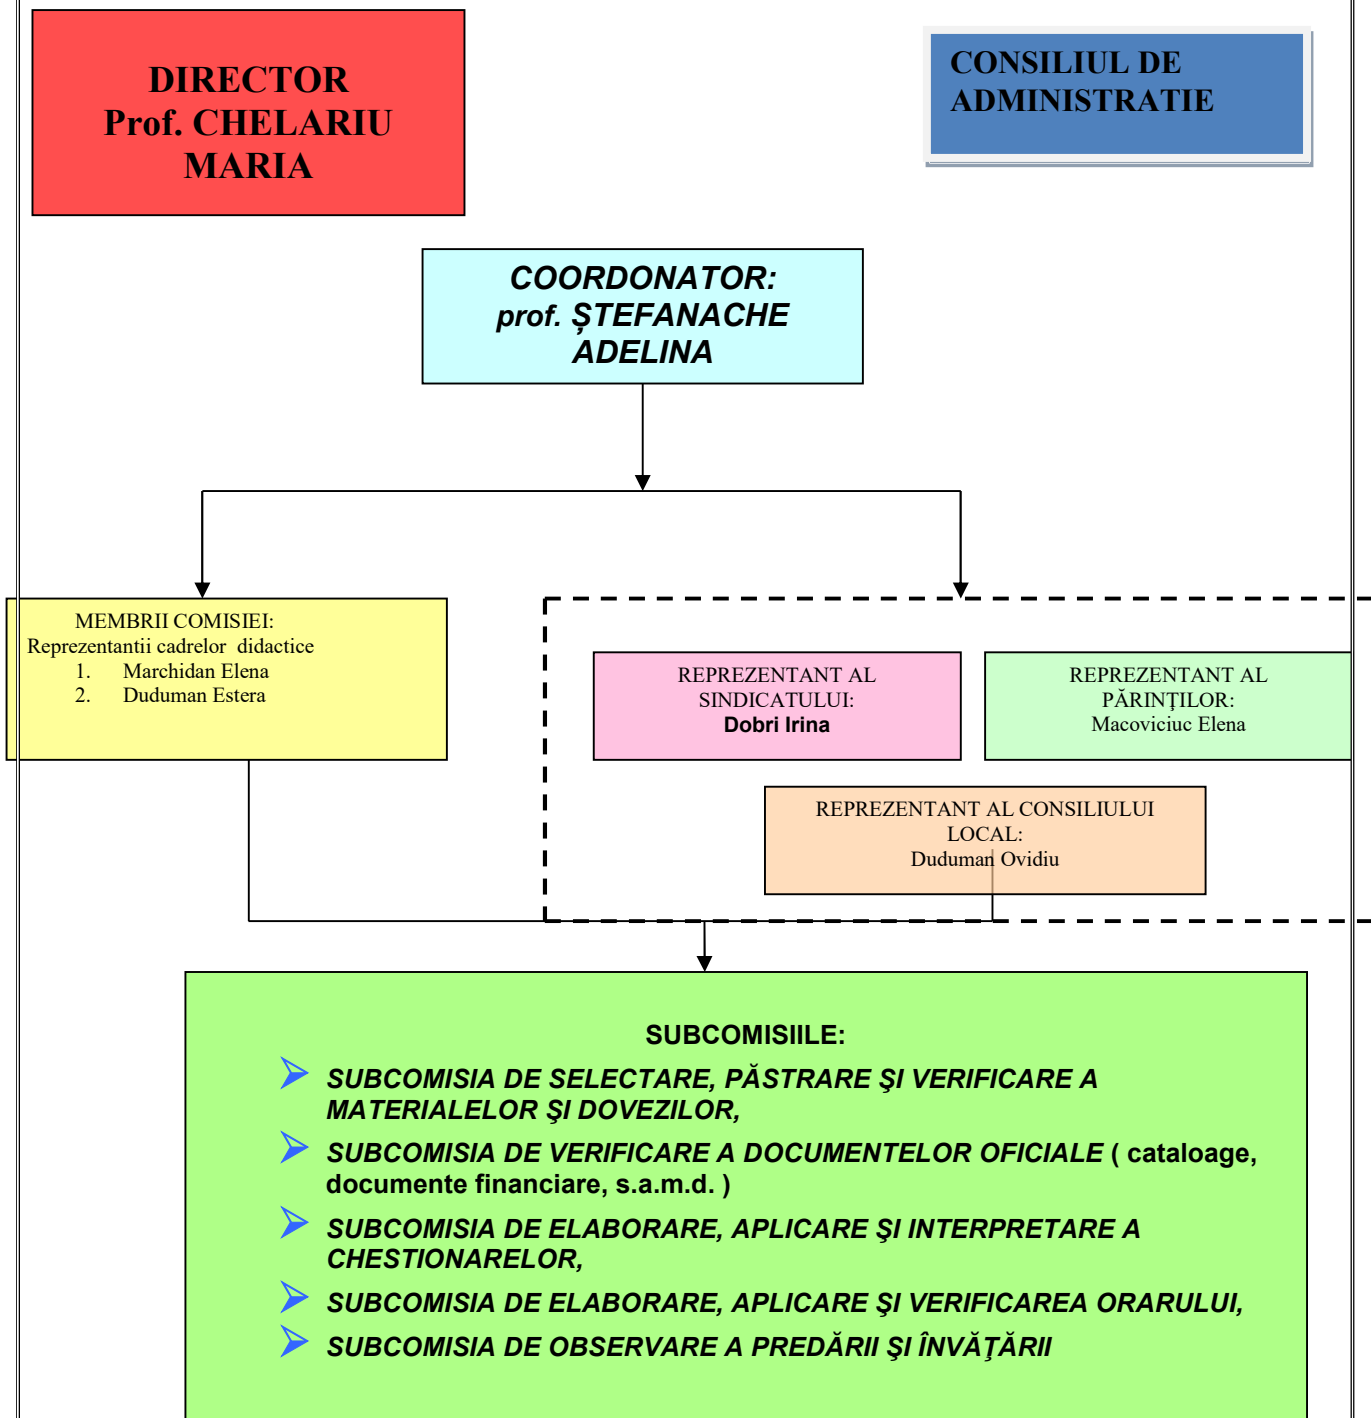 DIRECTOR
Prof. CHELARIU
MARIA
CONSILIUL DE
ADMINISTRATIE
COORDONATOR:
prof. ȘTEFANACHE
ADELINA
MEMBRII COMISIEI:
Reprezentantii cadrelor didactice
1. Marchidan Elena
2. Duduman Estera
REPREZENTANT AL
SINDICATULUI:
Dobri Irina
REPREZENTANT AL
PĂRINŢILOR:
Macoviciuc Elena
REPREZENTANT AL CONSILIULUI
LOCAL:
Duduman Ovidiu
SUBCOMISIILE:
➢ SUBCOMISIA DE SELECTARE, PĂSTRARE ŞI VERIFICARE A
MATERIALELOR ŞI DOVEZILOR,
➢ SUBCOMISIA DE VERIFICARE A DOCUMENTELOR OFICIALE ( cataloage,
documente financiare, s.a.m.d. )
➢ SUBCOMISIA DE ELABORARE, APLICARE ŞI INTERPRETARE A
CHESTIONARELOR,
➢ SUBCOMISIA DE ELABORARE, APLICARE ŞI VERIFICAREA ORARULUI,
➢ SUBCOMISIA DE OBSERVARE A PREDĂRII ŞI ÎNVĂŢĂRII